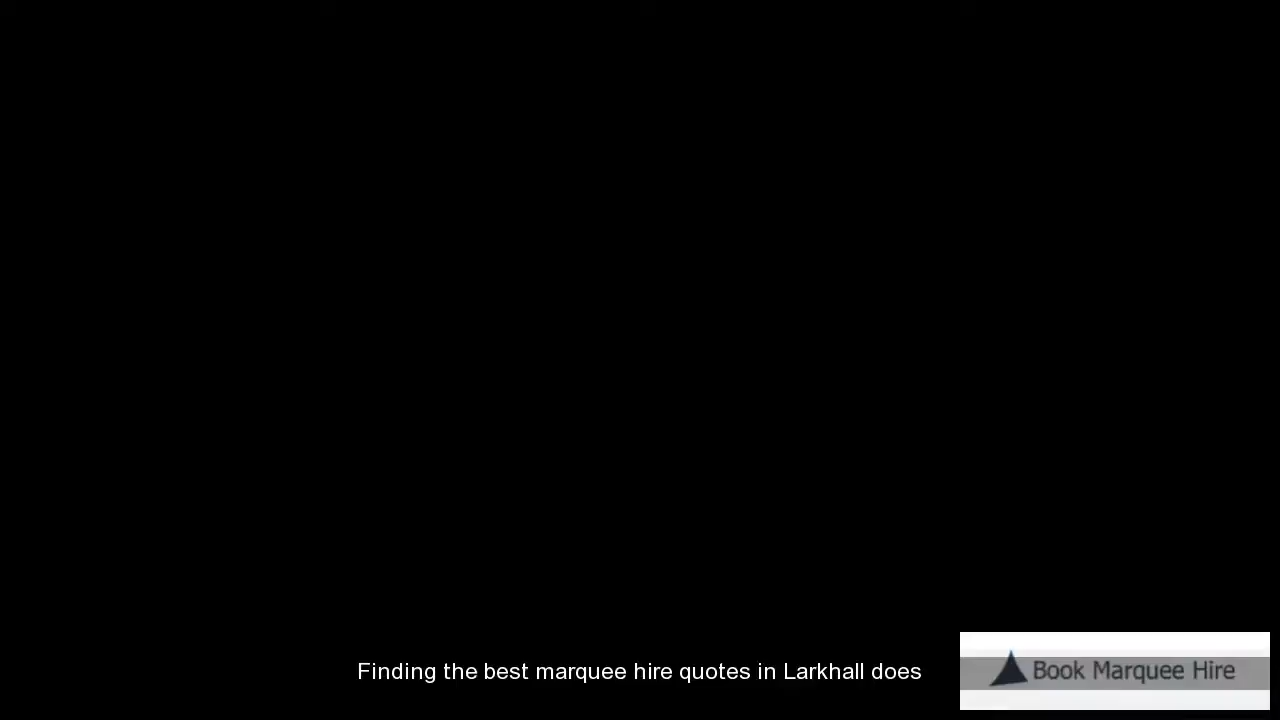 Finding the best marquee hire quotes in Larkhall does
Book Marquee Hire